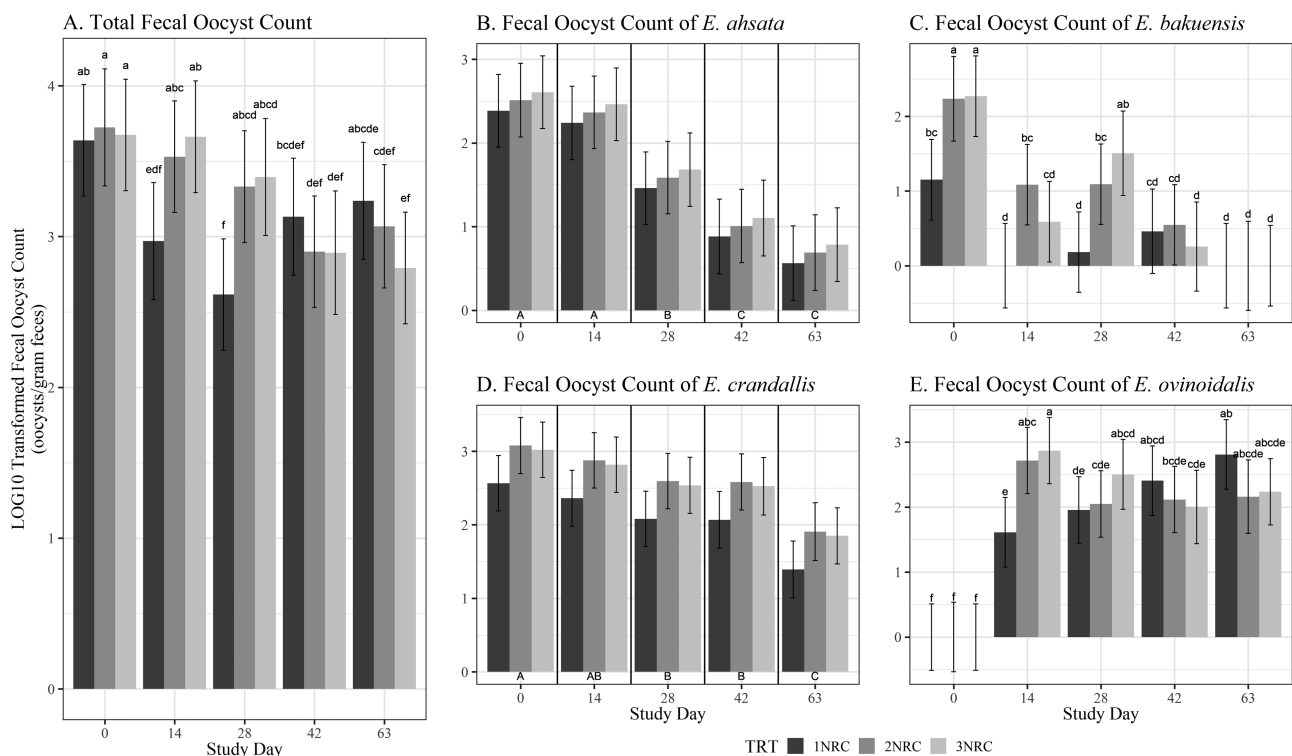 A. Total Fecal Oocyst Count
LOG10 Transformed Fecal Oocyst Count
(oocysts/gram feces)
4
3
2
1
0
ab a a
edf abc ab
f abcd abcd
bcdef def def
abcde cdef ef
0 14 28 42 63
Study Day
B. Fecal Oocyst Count of E. ahsata
3
2
1
0
A A B C C
0 14 28 42 63
C. Fecal Oocyst Count of E. bakuensis
2
1
0
bc a a
d bc cd
d bc ab
cd cd d
d d d
0 14 28 42 63
D. Fecal Oocyst Count of E. crandallis
3
2
1
0
A AB B B C
0 14 28 42 63
Study Day
E. Fecal Oocyst Count of E. ovinoidalis
3
2
1
0
f f f
e abc a
de cde abcd
abcd bcde cde
ab abcde abcde
0 14 28 42 63
Study Day
TRT 1NRC 2NRC 3NRC